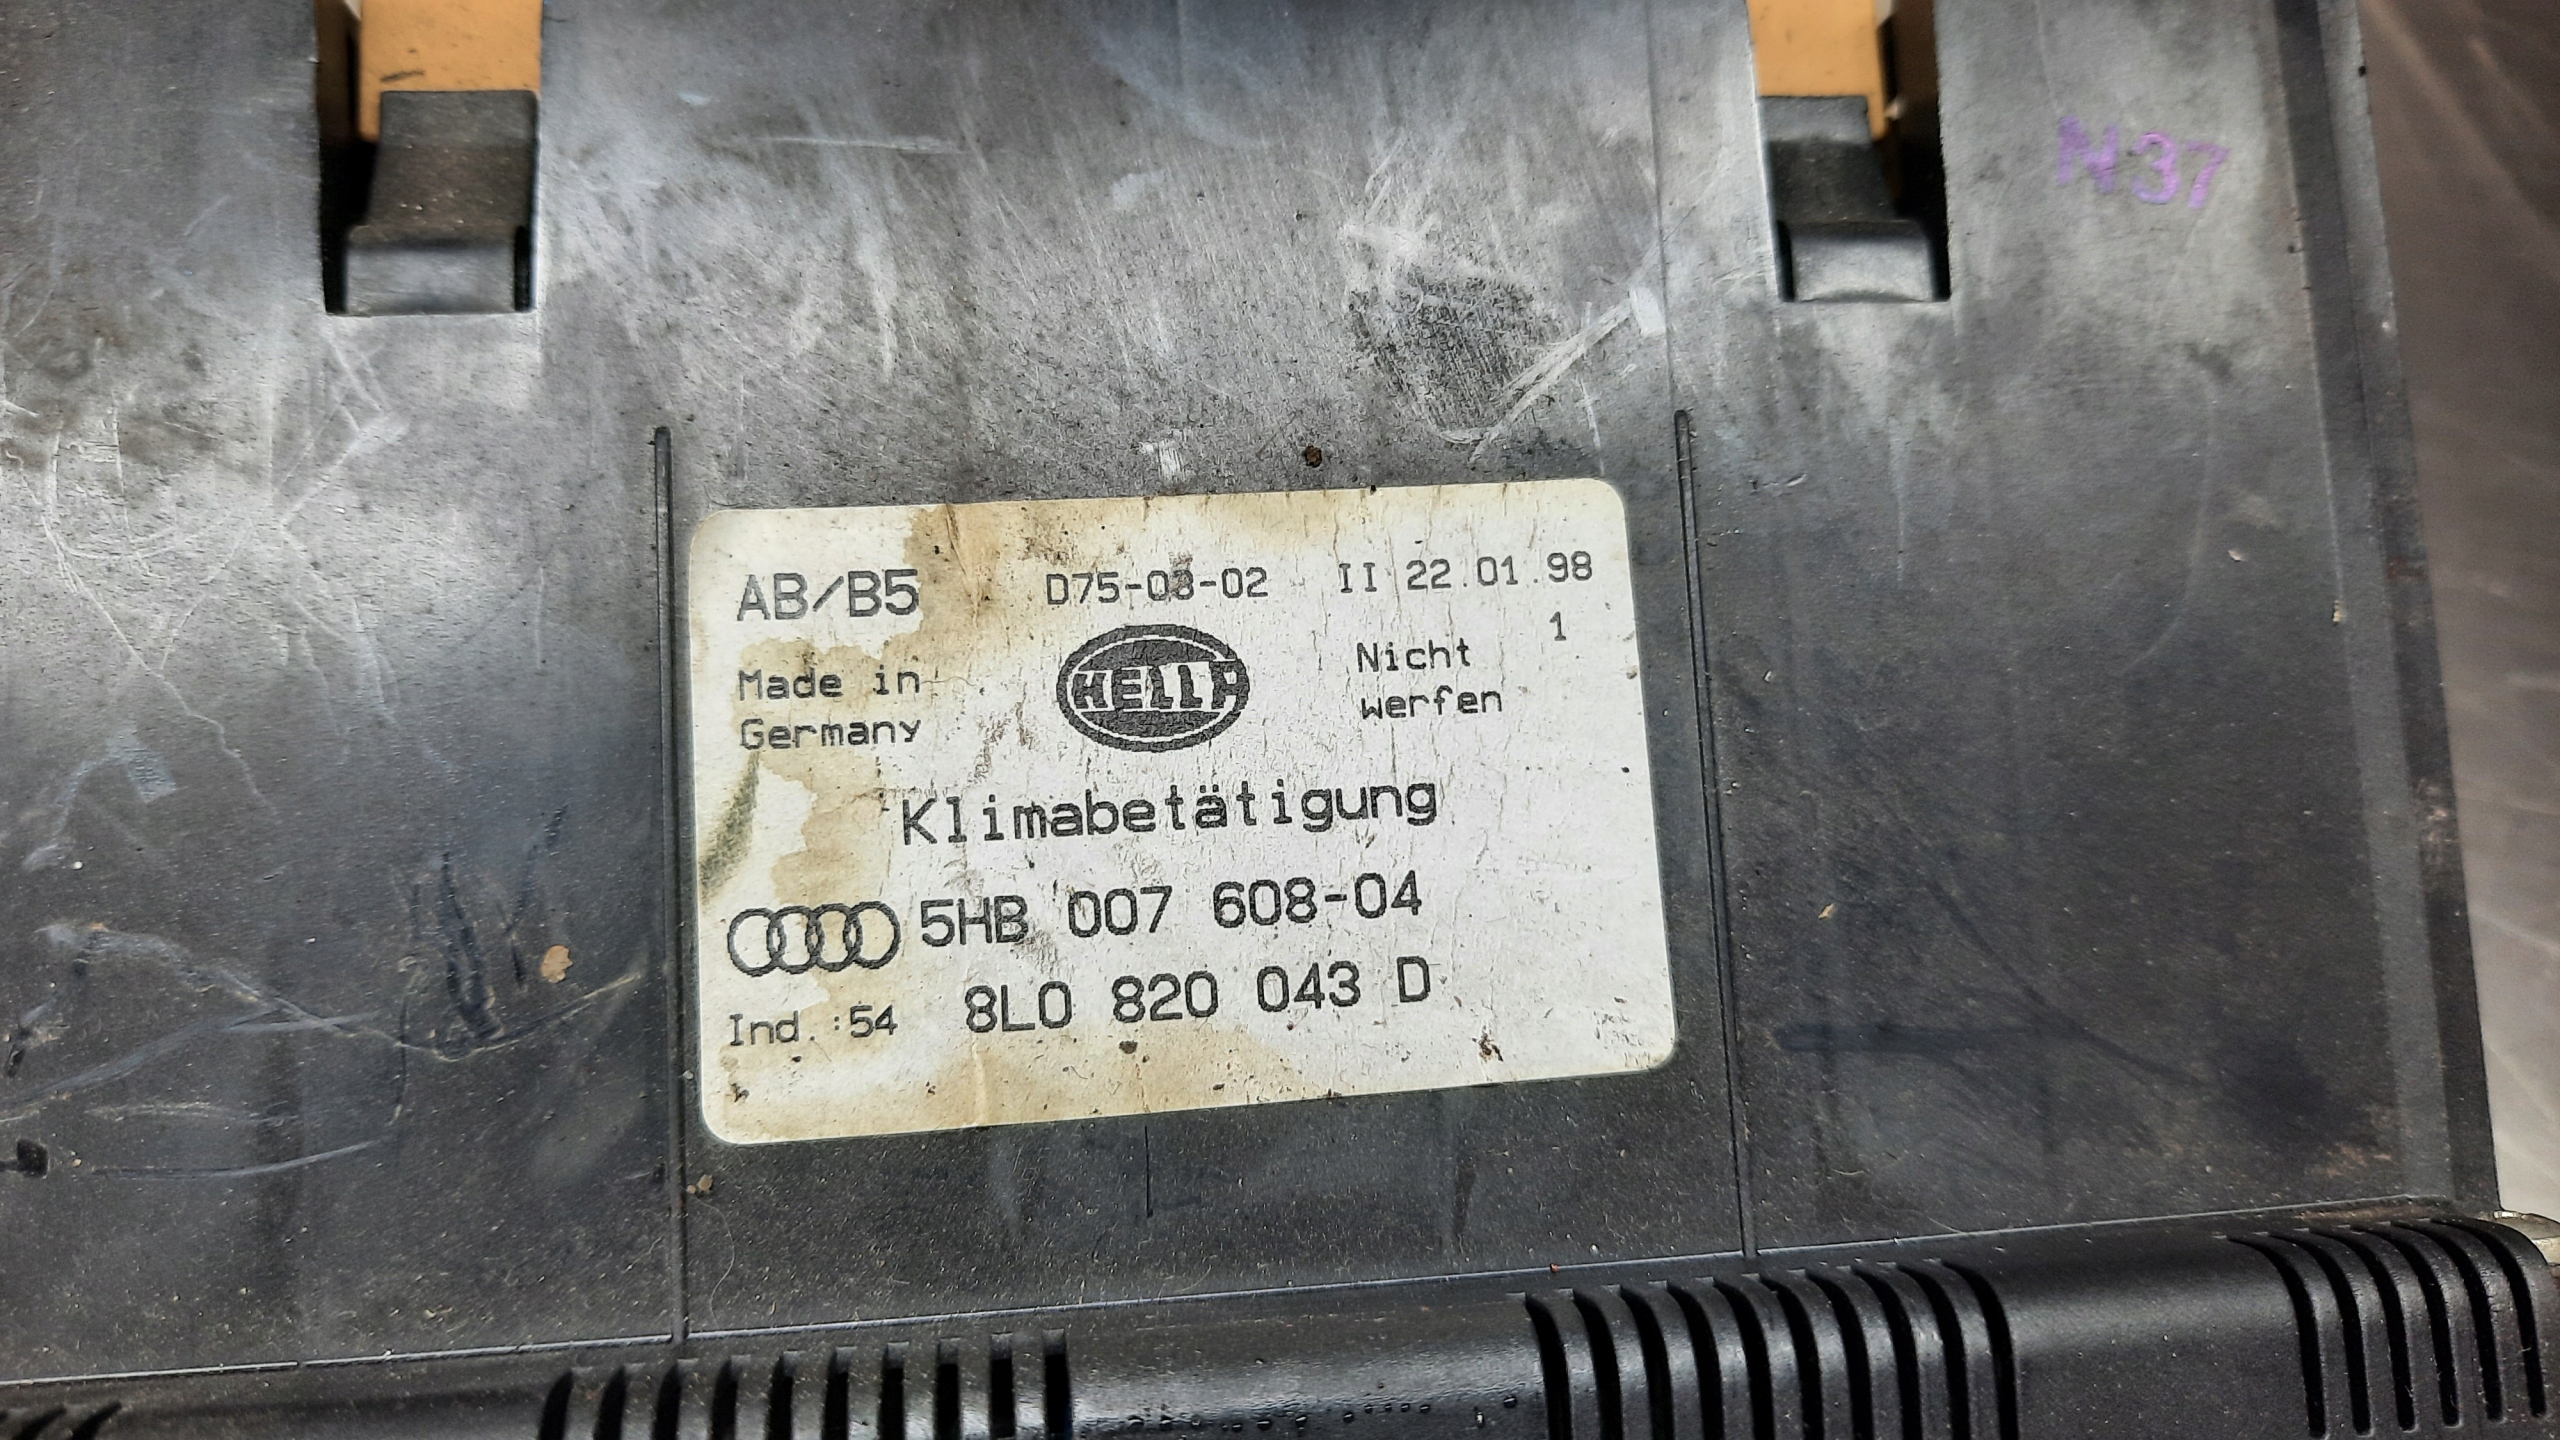 N37
AB/B5 D75-03-02 II 22.01.98
1
Made in
Germany
HELLA
Nicht
werfen
Klimabetätigung
5HB 007 608-04
Ind.:54 8L0 820 043 D